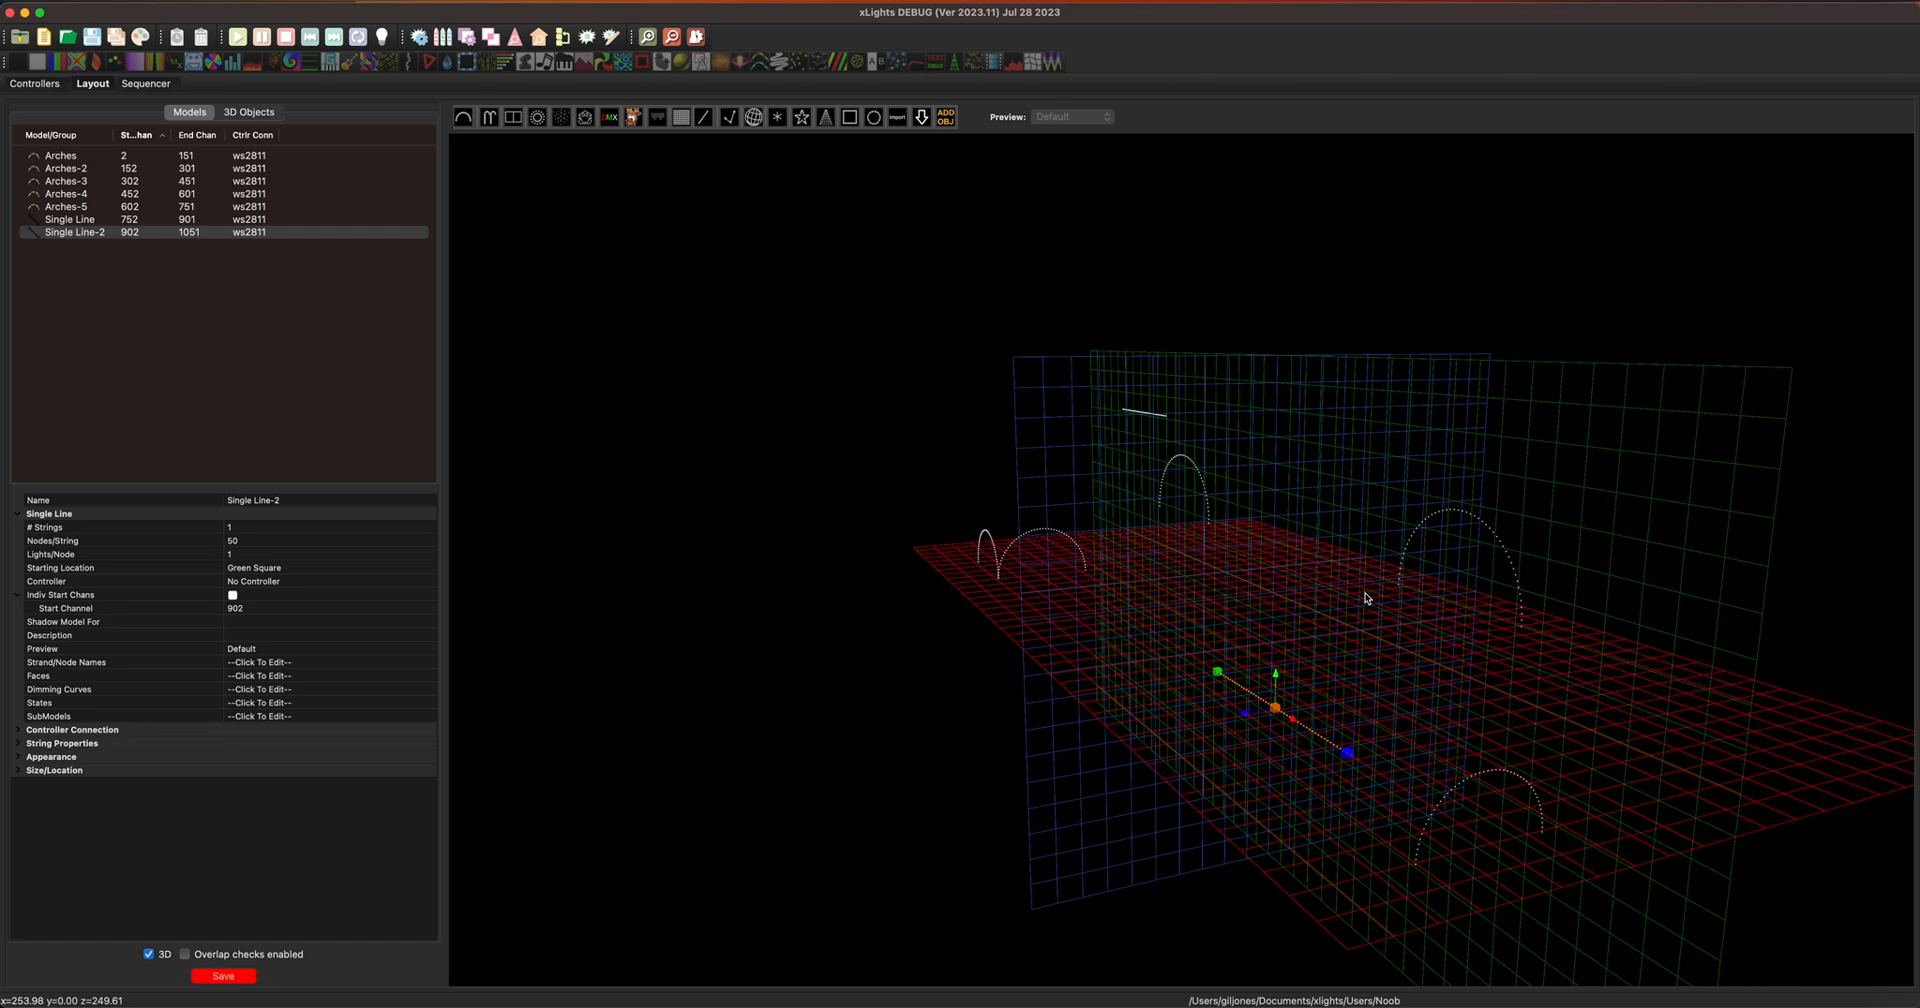 xLights DEBUG (Ver 2023.11) Jul 28 2023
Controllers Layout Sequencer
Models 3D Objects
DMX
import
ADD OBJ
Preview: Default
Model/Group St...han End Chan Ctrlr Conn
Arches 2 151 ws2811
Arches-2 152 301 ws2811
Arches-3 302 451 ws2811
Arches-4 452 601 ws2811
Arches-5 602 751 ws2811
Single Line 752 901 ws2811
Single Line-2 902 1051 ws2811
Name Single Line-2
Single Line
# Strings 1
Nodes/String 50
Lights/Node 1
Starting Location Green Square
Controller No Controller
Indiv Start Chans
Start Channel 902
Shadow Model For
Description
Preview Default
Strand/Node Names --Click To Edit--
Faces --Click To Edit--
Dimming Curves --Click To Edit--
States --Click To Edit--
SubModels --Click To Edit--
Controller Connection
String Properties
Appearance
Size/Location
3D Overlap checks enabled
Save
x=253.98 y=0.00 z=249.61 /Users/giljones/Documents/xlights/Users/Noob